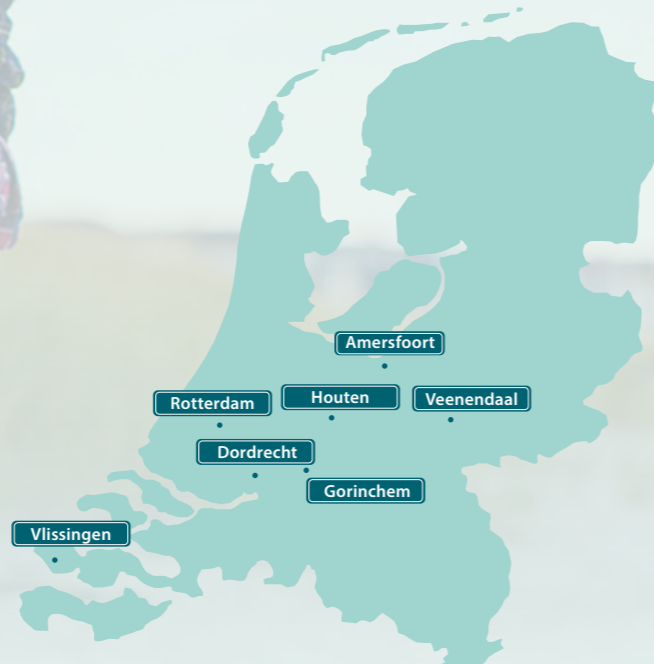 Amersfoort
Houten
Veenendaal
Rotterdam
Dordrecht
Gorinchem
Vlissingen